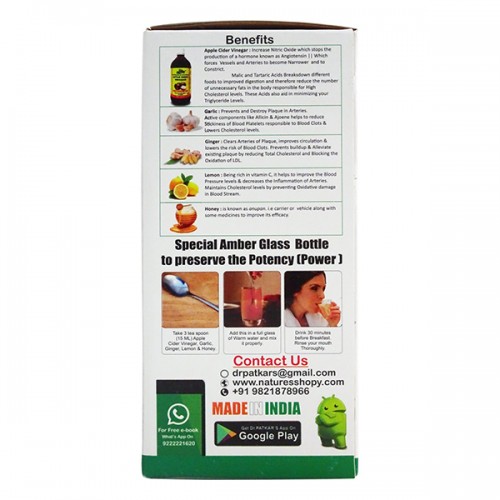 Benefits
Apple Cider Vinegar : Increase Nitric Oxide which stops the
production of a hormone known as Angiotensin || Which
forces Vessels and Arteries to become Narrower and to
Constrict.
Malic and Tartaric Acids Breaksdown different
foods to improved digestion and therefore reduce the number
of unnecessary fats in the body responsible for High
Cholesterol levels. These Acids also aid in minimizing your
Triglyceride Levels.
Garlic : Prevents and Destroy Plaque in Arteries.
Active components like Allicin & Ajoene helps to reduce
Stickiness of Blood Platelets responsible to Blood Clots &
Lowers Cholesterol levels.
Ginger : Clears Arteries of Plaque, improves circulation &
lowers the risk of Blood Clots. Prevents buildup & Alleviate
existing plaque by reducing Total Cholesterol and Blocking the
Oxidation of LDL.
Lemon : Being rich in vitamin C, it helps to improve the Blood
Pressure levels & decreases the Inflammation of Arteries.
Maintains Cholesterol levels by preventing Oxidative damage
in Blood Stream.
Honey : is known as anupan, i.e carrier or vehicle along with
some medicines to improve its efficacy.
Special Amber Glass Bottle
to preserve the Potency (Power )
Take 3 tea spoon
(15 ML) Apple
Cider Vinegar, Garlic,
Ginger, Lemon & Honey
Add this in a full glass
of Warm water and mix
it properly.
Drink 30 minutes
before Breakfast.
Rinse your mouth
Thoroughly.
Contact Us
drpatkars@gmail.com
www.naturesshopy.com
+91 9821878966
MADE IN INDIA
For Free e-book
What's App On
9222221620
Get Dr.PATKAR'S App On
Google Play